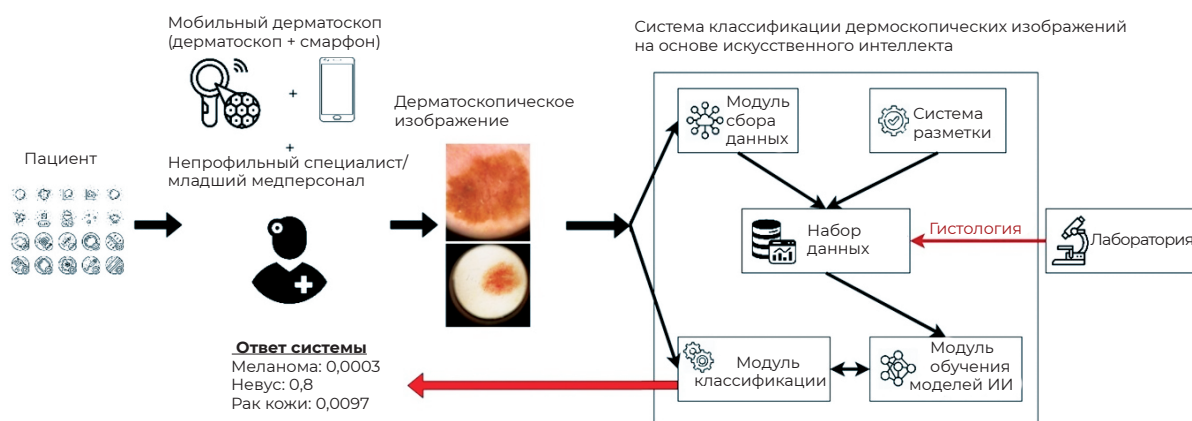 Мобильный дерматоскоп
(дерматоскоп + смарфон)
+
+
Непрофильный специалист/
младший медперсонал
Пациент
Дерматоскопическое
изображение
Система классификации дермоскопических изображений
на основе искусственного интеллекта
Модуль
сбора
данных
Система
разметки
Набор
данных
Гистология
Лаборатория
Модуль
классификации
Модуль
обучения
моделей ИИ
Ответ системы
Меланома: 0,0003
Невус: 0,8
Рак кожи: 0,0097